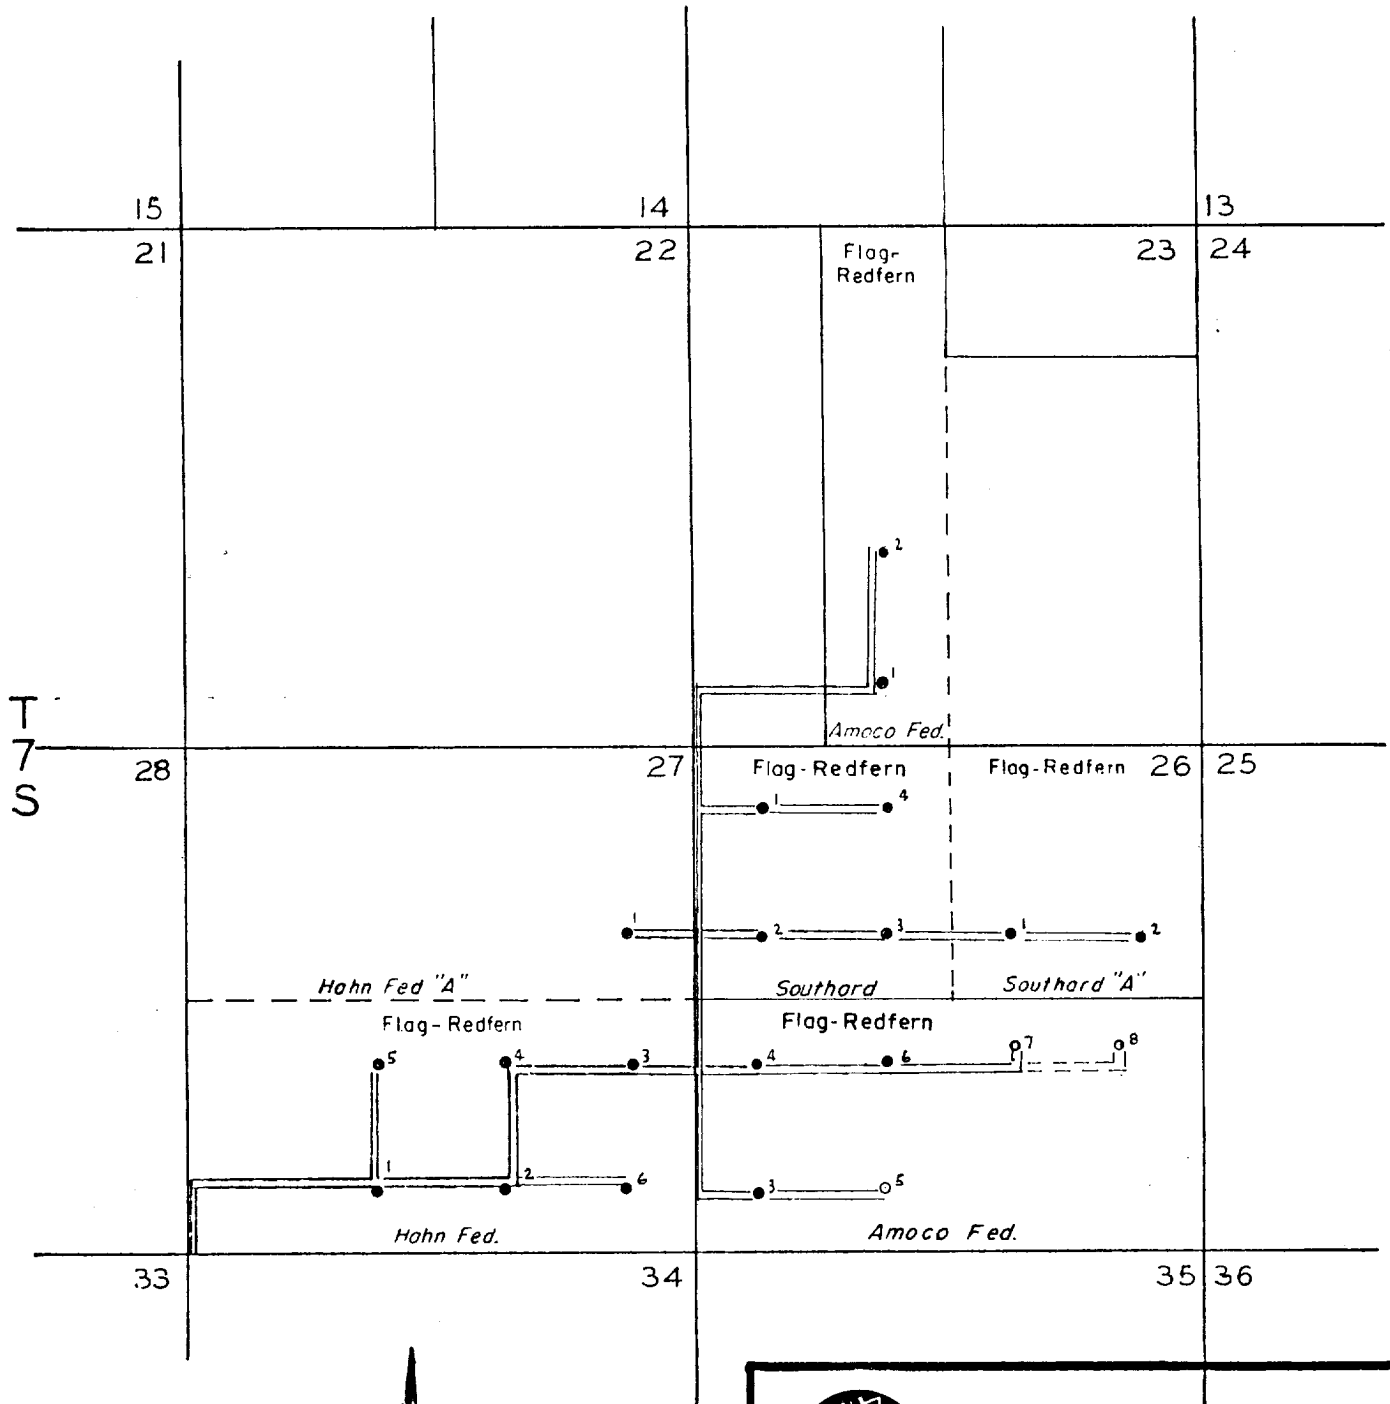 15 14 13
21 22 23 24
Flag-
Redfern
2
1
Amoco Fed.
T
7
S
28 27 26 25
Flag-Redfern Flag-Redfern
1 4
1 2 3 1 2
Hahn Fed "A" Southard Southard "A"
Flag-Redfern Flag-Redfern
5 4 3 4 6 7 8
1 2 6 3 5
Hahn Fed. Amoco Fed.
33 34 35 36